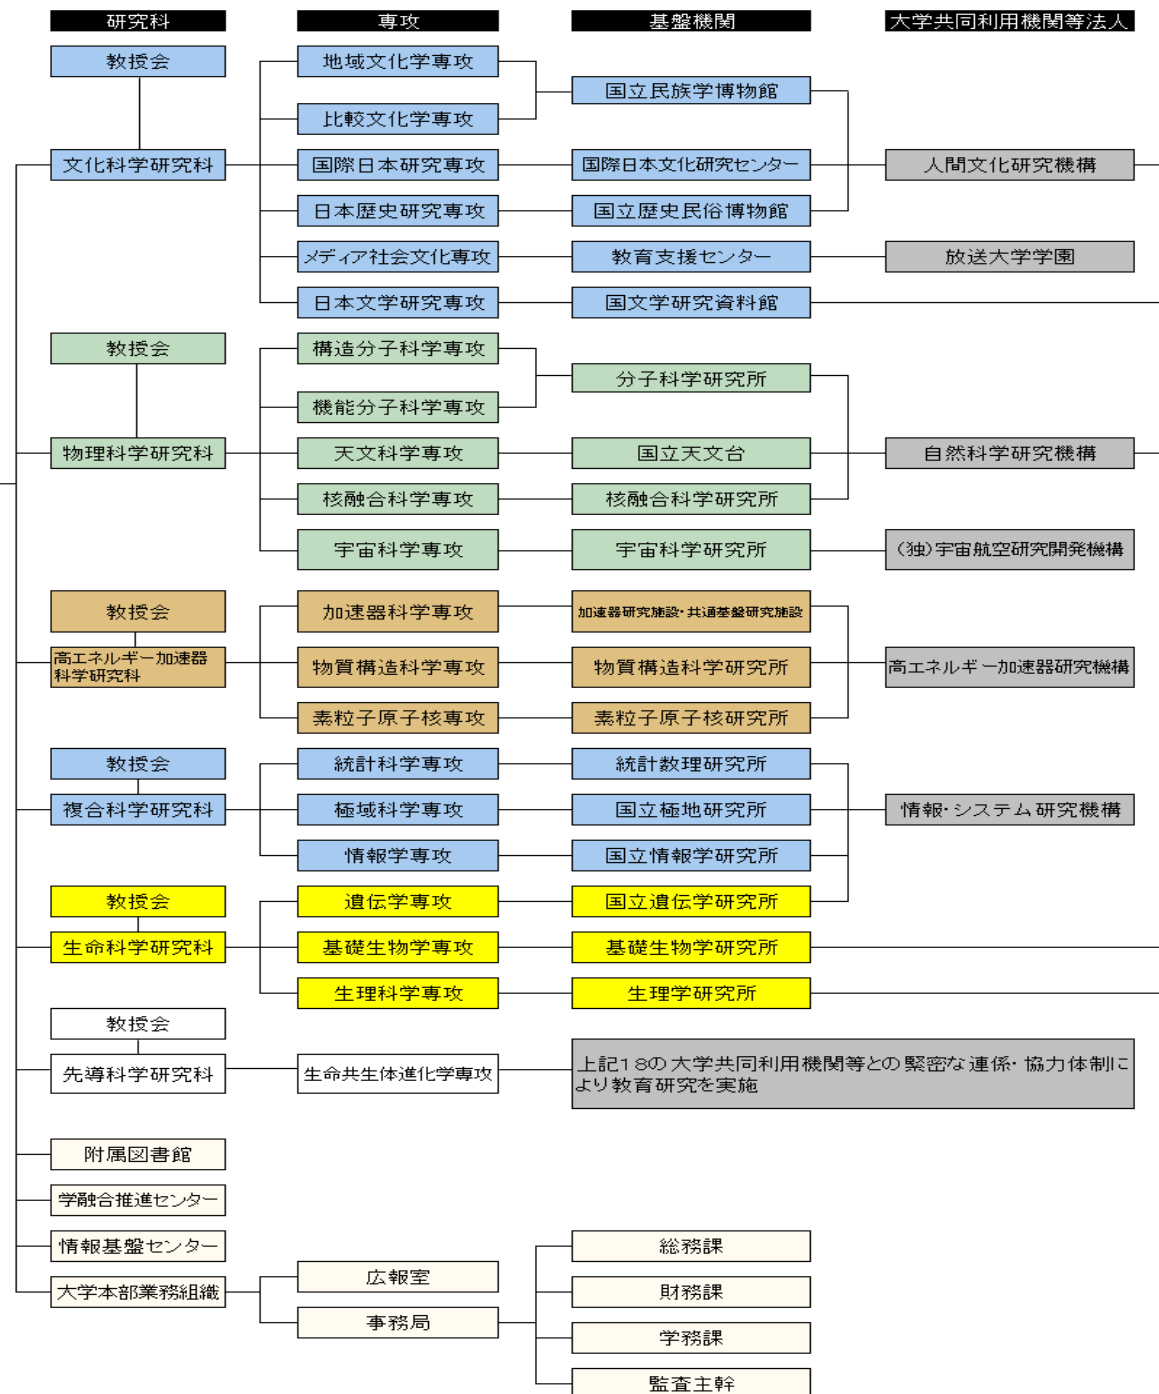 研究科
専攻
基盤機関
大学共同利用機関等法人
教授会
地域文化学専攻
国立民族学博物館
比較文化学専攻
文化科学研究科
国際日本研究専攻
国際日本文化研究センター
人間文化研究機構
日本歴史研究専攻
国立歴史民俗博物館
メディア社会文化専攻
教育支援センター
放送大学学園
日本文学研究専攻
国文学研究資料館
教授会
構造分子科学専攻
分子科学研究所
機能分子科学専攻
物理科学研究科
天文科学専攻
国立天文台
自然科学研究機構
核融合科学専攻
核融合科学研究所
宇宙科学専攻
宇宙科学研究所
(独)宇宙航空研究開発機構
教授会
加速器科学専攻
加速器研究施設・共通基盤研究施設
高エネルギー加速器
科学研究科
物質構造科学専攻
物質構造科学研究所
高エネルギー加速器研究機構
素粒子原子核専攻
素粒子原子核研究所
教授会
統計科学専攻
統計数理研究所
複合科学研究科
極域科学専攻
国立極地研究所
情報・システム研究機構
情報学専攻
国立情報学研究所
教授会
遺伝学専攻
国立遺伝学研究所
生命科学研究科
基礎生物学専攻
基礎生物学研究所
生理科学専攻
生理学研究所
教授会
先導科学研究科
生命共生体進化学専攻
上記18の大学共同利用機関等との緊密な連係・協力体制に
より教育研究を実施
附属図書館
学融合推進センター
情報基盤センター
大学本部業務組織
広報室
事務局
総務課
財務課
学務課
監査主幹